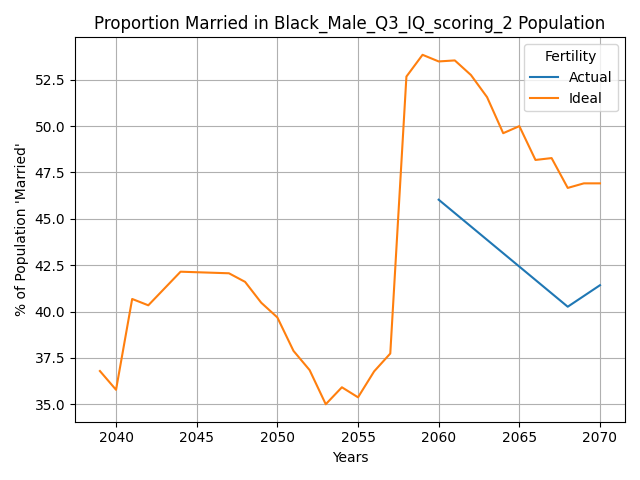 Proportion Married in Black_Male_Q3_IQ_scoring_2 Population
Fertility
Actual
Ideal
% of Population 'Married'
52.5
50.0
47.5
45.0
42.5
40.0
37.5
35.0
2040 2045 2050 2055 2060 2065 2070
Years